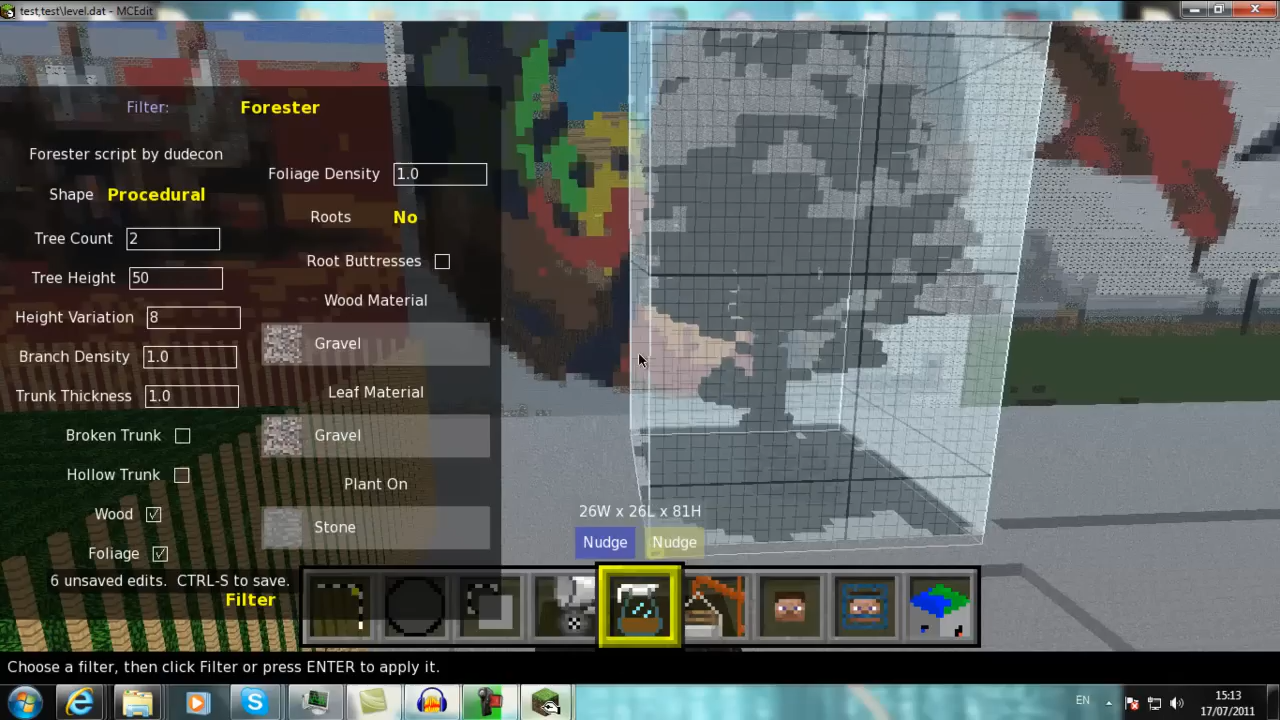 test,test\level.dat - MCEdit
Filter: Forester
Forester script by dudecon
Shape Procedural
Tree Count 2
Tree Height 50
Height Variation 8
Branch Density 1.0
Trunk Thickness 1.0
Broken Trunk
Hollow Trunk
Wood
Foliage
Foliage Density 1.0
Roots No
Root Buttresses
Wood Material
Gravel
Leaf Material
Gravel
Plant On
Stone
6 unsaved edits. CTRL-S to save.
Filter
26W x 26L x 81H
Nudge Nudge
Choose a filter, then click Filter or press ENTER to apply it.
EN
15:13
17/07/2011